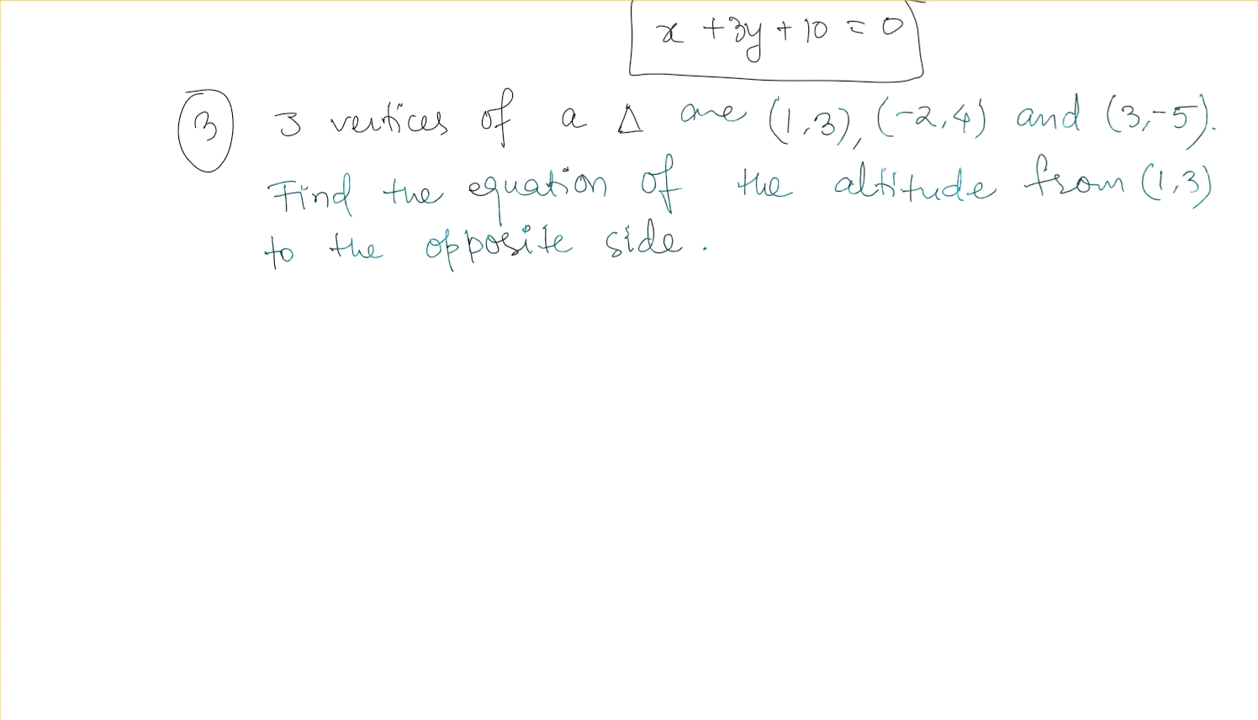 x + 3y + 10 = 0
3 3 vertices of a Δ are (1,3), (-2,4) and (3,-5).
Find the equation of the altitude from (1,3)
to the opposite side.